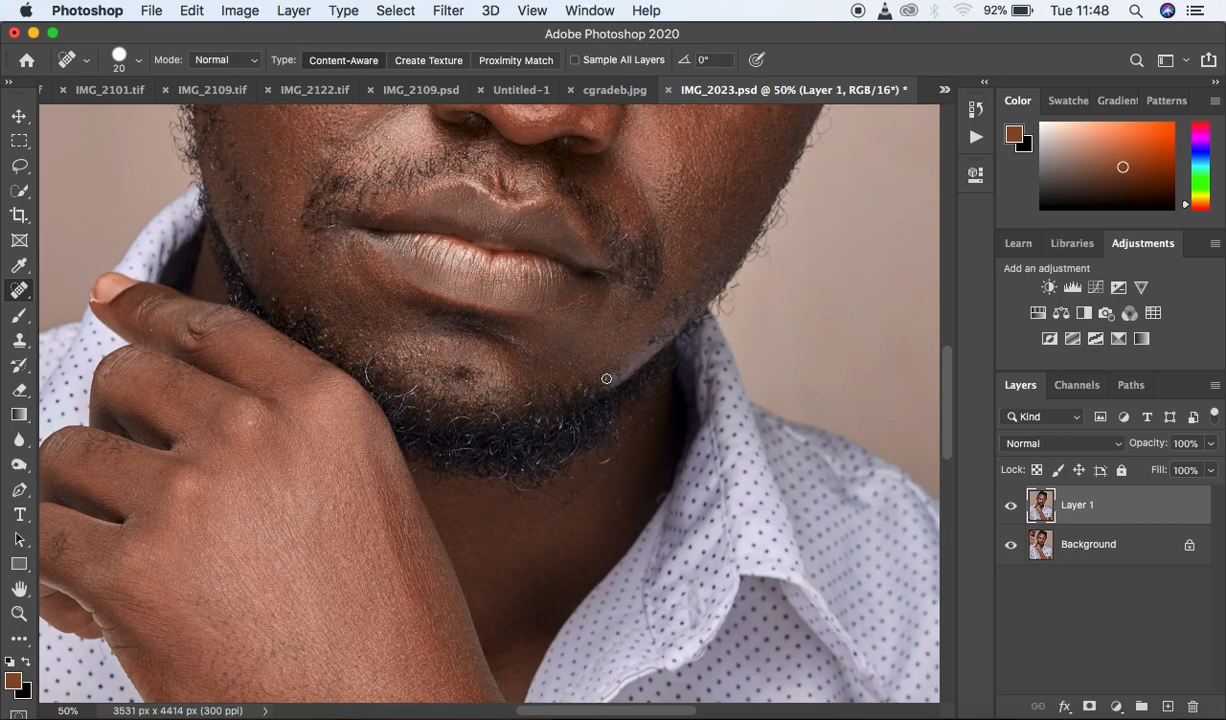 Photoshop File Edit Image Layer Type Select Filter 3D View Window Help 92% Tue 11:48
Adobe Photoshop 2020
20 Mode: Normal Type: Content-Aware Create Texture Proximity Match Sample All Layers 0°
f IMG_2101.tif IMG_2109.tif IMG_2122.tif IMG_2109.psd Untitled-1 cgradeb.jpg IMG_2023.psd @ 50% (Layer 1, RGB/16*) *
Color Swatche Gradient Patterns
Learn Libraries Adjustments
Add an adjustment
Layers Channels Paths
Kind
Normal Opacity: 100%
Lock: Fill: 100%
Layer 1
Background
50% 3531 px x 4414 px (300 ppi)